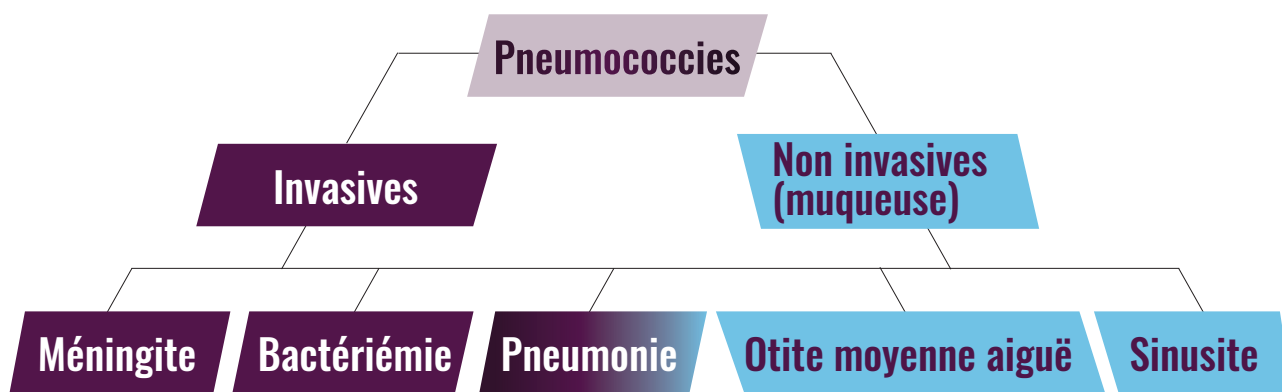 Pneumococcies
Invasives
Non invasives
(muqueuse)
Méningite
Bactériémie
Pneumonie
Otite moyenne aiguë
Sinusite